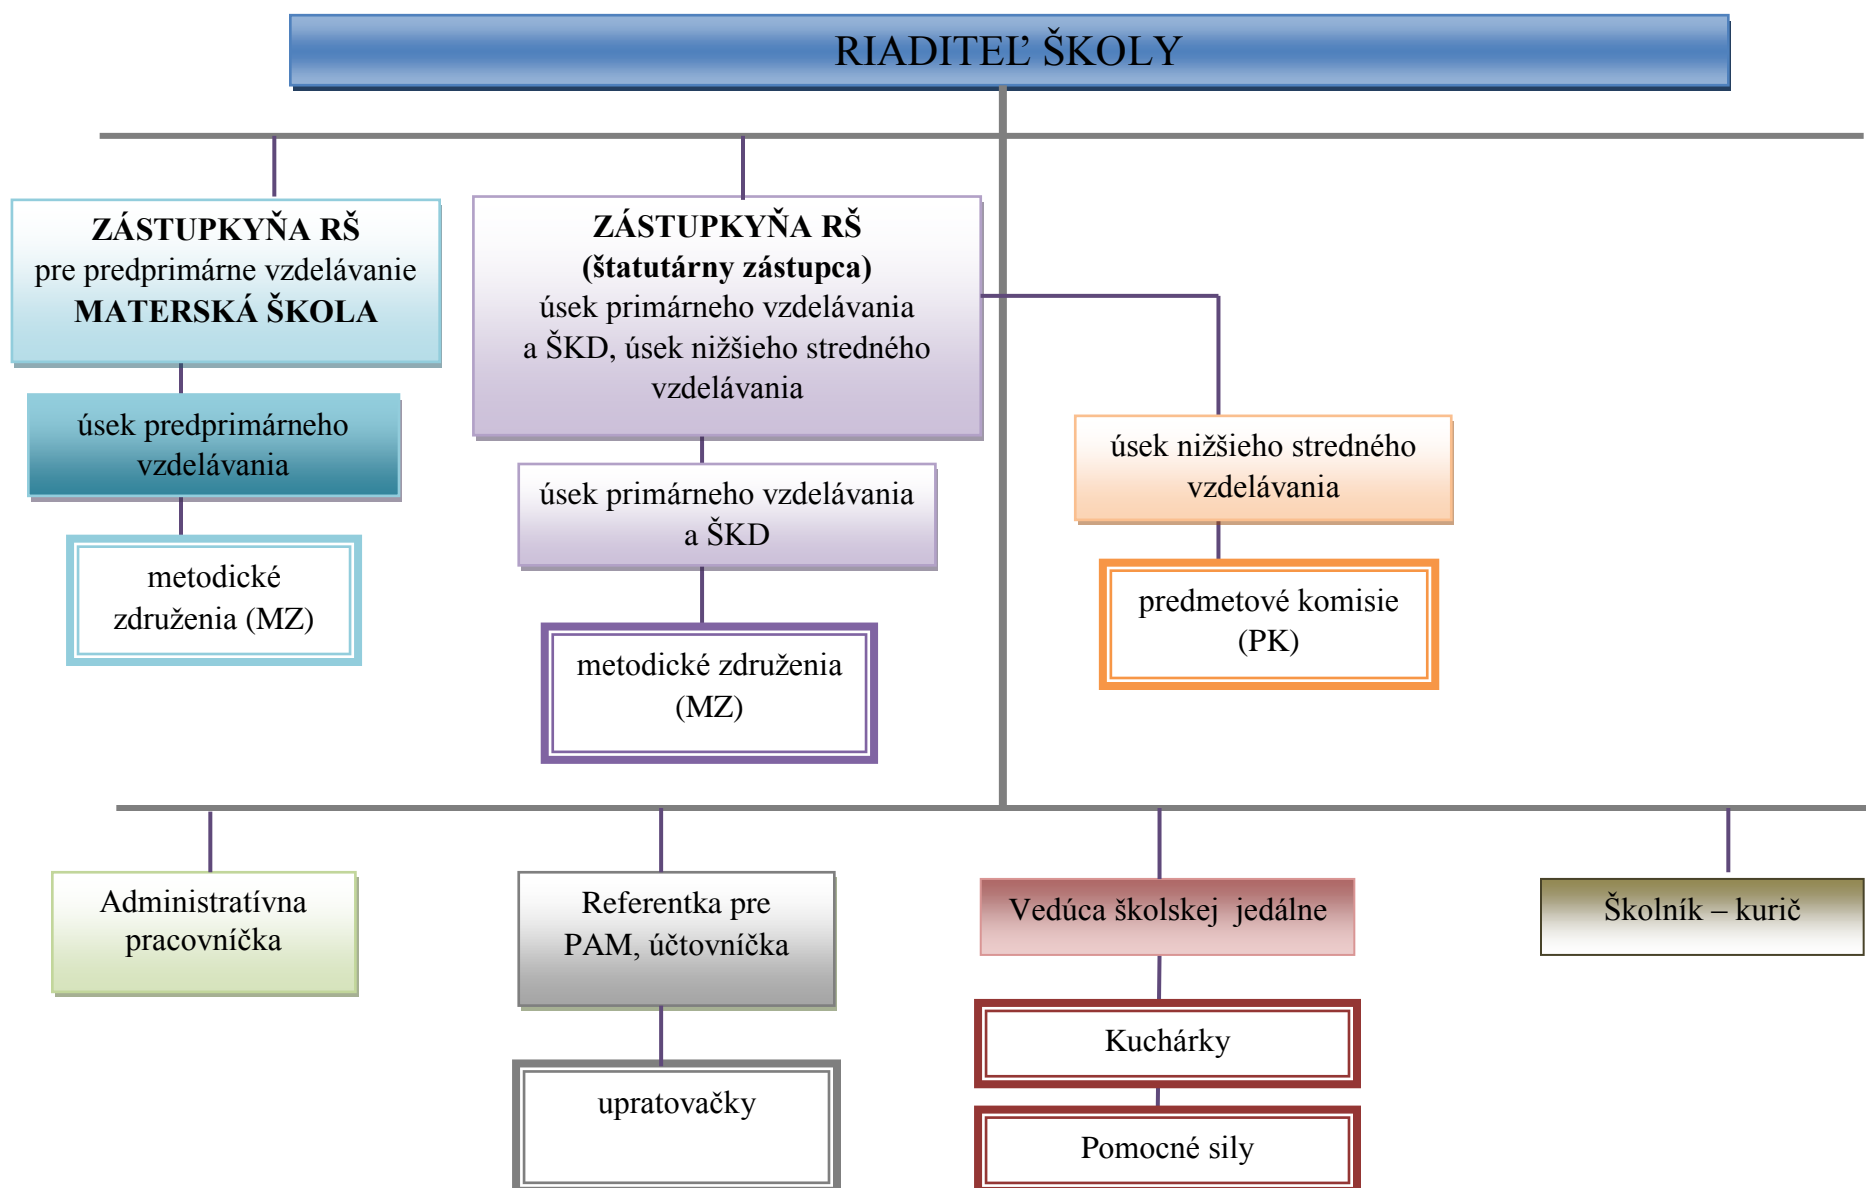 RIADITEĽ ŠKOLY
ZÁSTUPKYŇA RŠ
pre predprimárne vzdelávanie
MATERSKÁ ŠKOLA
úsek predprimárneho
vzdelávania
metodické
združenia (MZ)
ZÁSTUPKYŇA RŠ
(štatutárny zástupca)
úsek primárneho vzdelávania
a ŠKD, úsek nižšieho stredného
vzdelávania
úsek primárneho vzdelávania
a ŠKD
metodické združenia
(MZ)
úsek nižšieho stredného
vzdelávania
predmetové komisie
(PK)
Administratívna
pracovníčka
Referentka pre
PAM, účtovníčka
upratovačky
Vedúca školskej  jedálne
Kuchárky
Pomocné sily
Školník – kurič